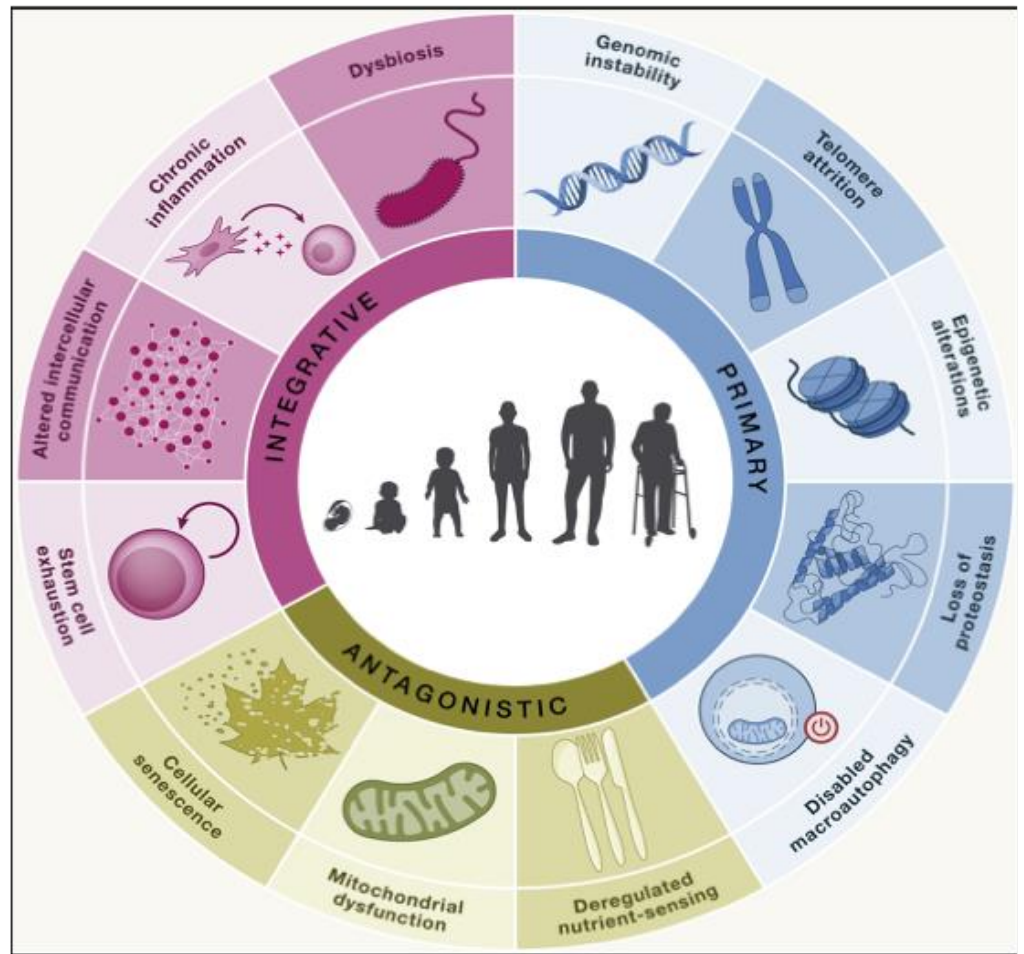 Dysbiosis
Genomic
instability
Telomere
attrition
Epigenetic
alterations
Loss of
proteostasis
Disabled
macroautophagy
Deregulated
nutrient-sensing
Mitochondrial
dysfunction
Cellular
senescence
Stem cell
exhaustion
Altered intercellular
communication
Chronic
inflammation
INTEGRATIVE
PRIMARY
ANTAGONISTIC